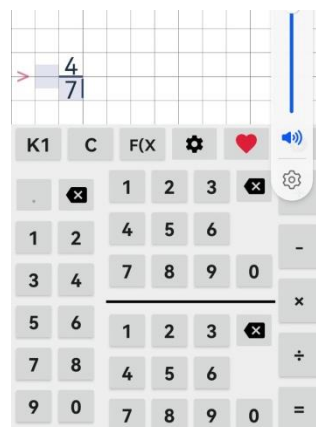 > 4
7
K1 C F(X
. 1 2 3
1 2 4 5 6
3 4 7 8 9 0 -
×
5 6 1 2 3
7 8 4 5 6 ÷
9 0 7 8 9 0 =